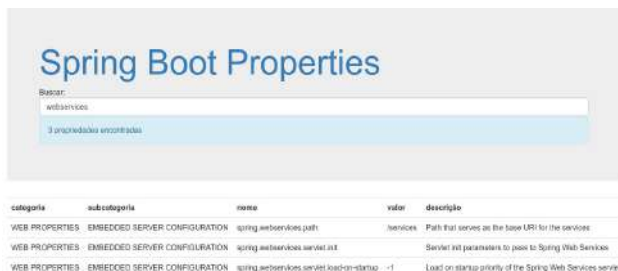 Spring Boot Properties
Buscar:
webservices
3 propriedades encontradas
categoria subcategoria nome valor descrição
WEB PROPERTIES EMBEDDED SERVER CONFIGURATION spring.webservices.path /services Path that serves as the base URI for the services
WEB PROPERTIES EMBEDDED SERVER CONFIGURATION spring.webservices.servlet.init Servlet init parameters to pass to Spring Web Services
WEB PROPERTIES EMBEDDED SERVER CONFIGURATION spring.webservices.servlet.load-on-startup -1 Load on startup priority of the Spring Web Services servle